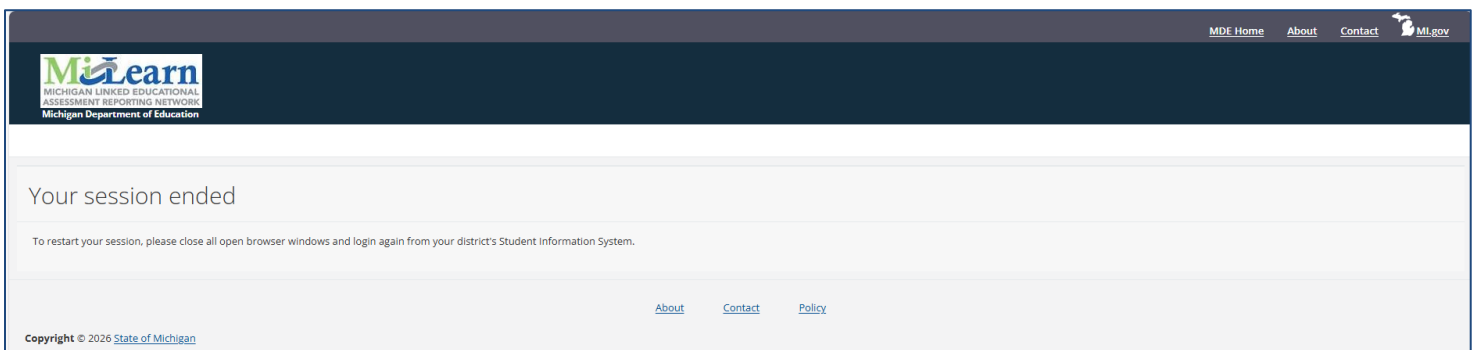 MDE Home About Contact MI.gov
MiLearn
MICHIGAN LINKED EDUCATIONAL
ASSESSMENT REPORTING NETWORK
Michigan Department of Education
Your session ended
To restart your session, please close all open browser windows and login again from your district's Student Information System.
About Contact Policy
Copyright © 2026 State of Michigan